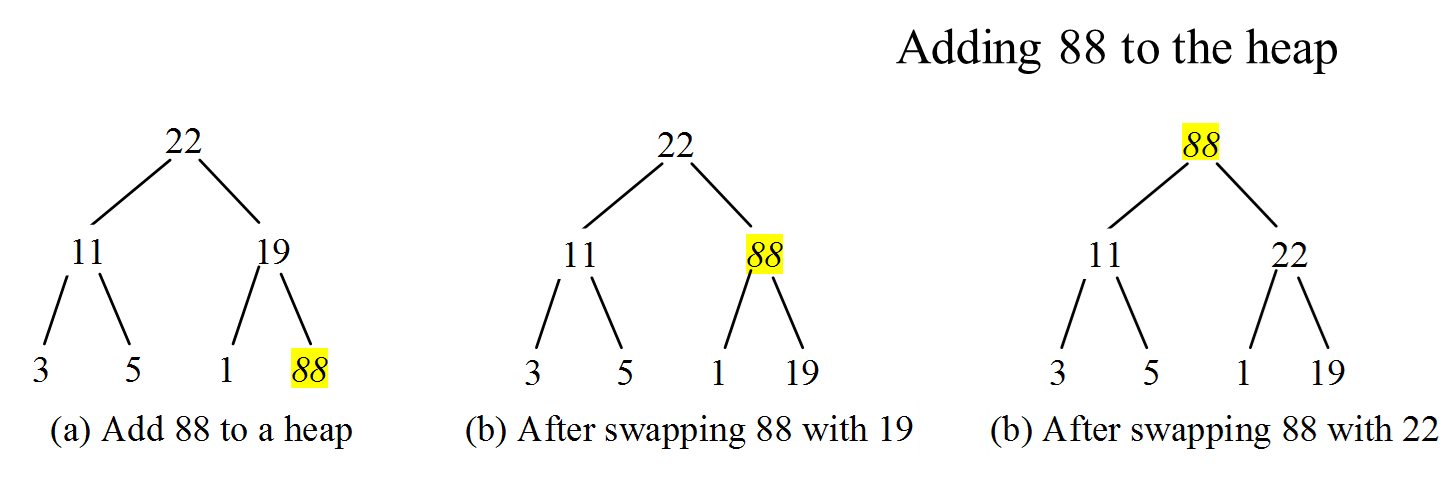 Adding 88 to the heap
22
11 19
3 5 1 88
(a) Add 88 to a heap
22
11 88
3 5 1 19
(b) After swapping 88 with 19
88
11 22
3 5 1 19
(b) After swapping 88 with 22